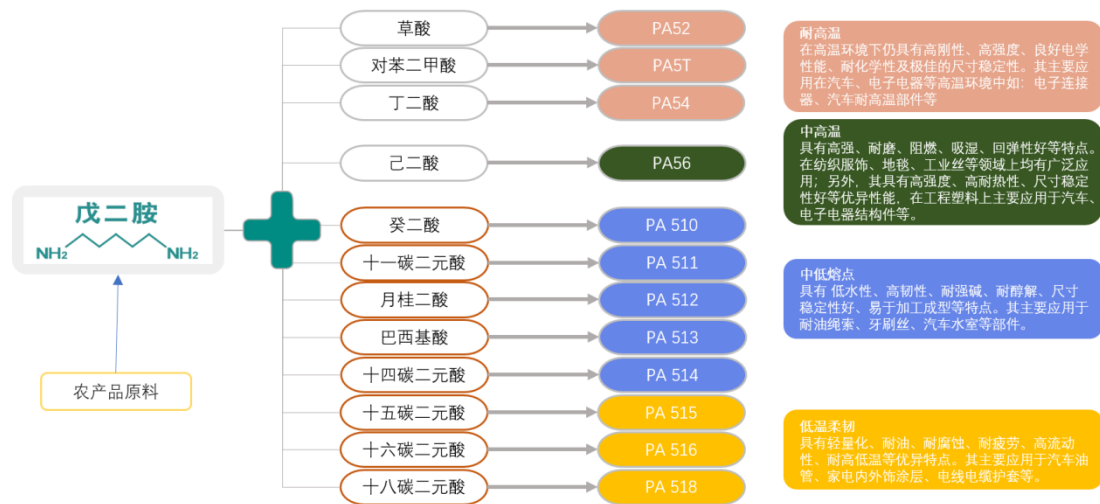 戊二胺
NH₂
NH₂
农产品原料
草酸
PA52
对苯二甲酸
PA5T
丁二酸
PA54
己二酸
PA56
癸二酸
PA 510
十一碳二元酸
PA 511
月桂二酸
PA 512
巴西基酸
PA 513
十四碳二元酸
PA 514
十五碳二元酸
PA 515
十六碳二元酸
PA 516
十八碳二元酸
PA 518
耐高温
在高温环境下仍具有高刚性、高强度、良好电学
性能、耐化学性及极佳的尺寸稳定性。其主要应
用在汽车、电子电器等高温环境中如：电子连接
器、汽车耐高温部件等
中高温
具有高强、耐磨、阻燃、吸湿、回弹性好等特点。
在纺织服饰、地毯、工业丝等领域上均有广泛应
用；另外，其具有高强度、高耐热性、尺寸稳定
性好等优异性能，在工程塑料上主要应用于汽车、
电子电器结构件等。
中低熔点
具有 低水性、高韧性、耐强碱、耐醇解、尺寸
稳定性好、易于加工成型等特点。其主要应用于
耐油绳索、牙刷丝、汽车水室等部件。
低温柔韧
具有轻量化、耐油、耐腐蚀、耐疲劳、高流动
性、耐高低温等优异特点。其主要应用于汽车油
管、家电内外饰涂层、电线电缆护套等。